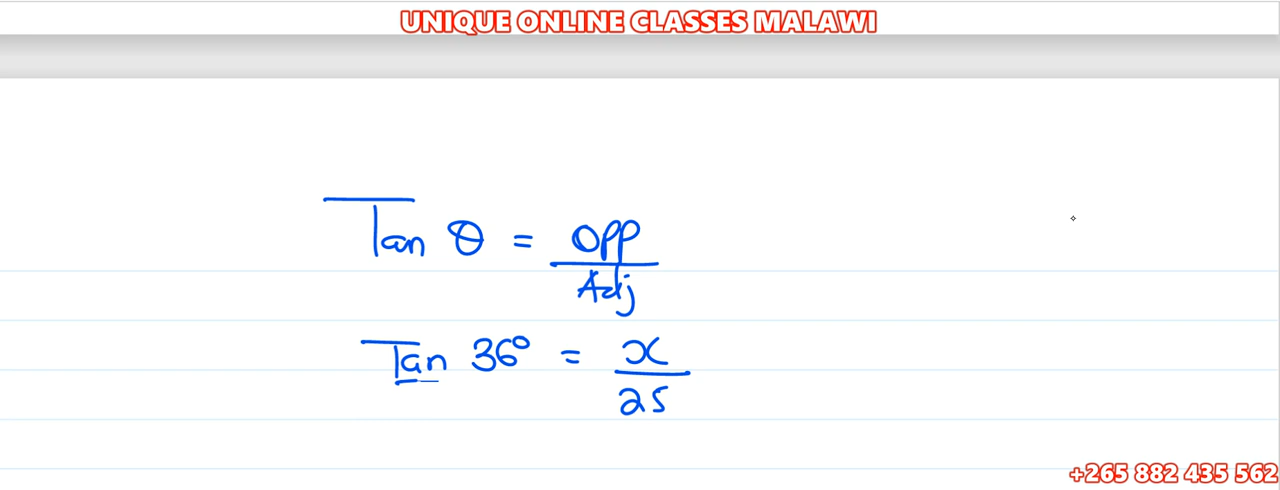 UNIQUE ONLINE CLASSES MALAWI
Tan θ = Opp/Adj
Tan 36° = x/25
+265 882 435 562